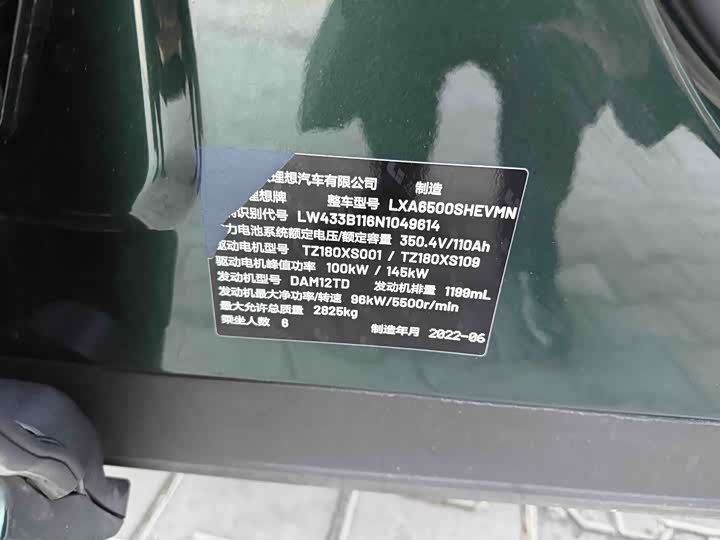 理想汽车有限公司 制造
理想牌 整车型号 LXA6500SHEVMN
识别代号 LW433B116N1049614
力电池系统额定电压/额定容量 350.4V/110Ah
驱动电机型号 TZ180XS001 / TZ180XS109
驱动电机峰值功率 100kW / 145kW
发动机型号 DAM12TD 发动机排量 1199mL
发动机最大净功率/转速 96kW/5500r/min
最大允许总质量 2825kg
乘坐人数 6 制造年月 2022-06